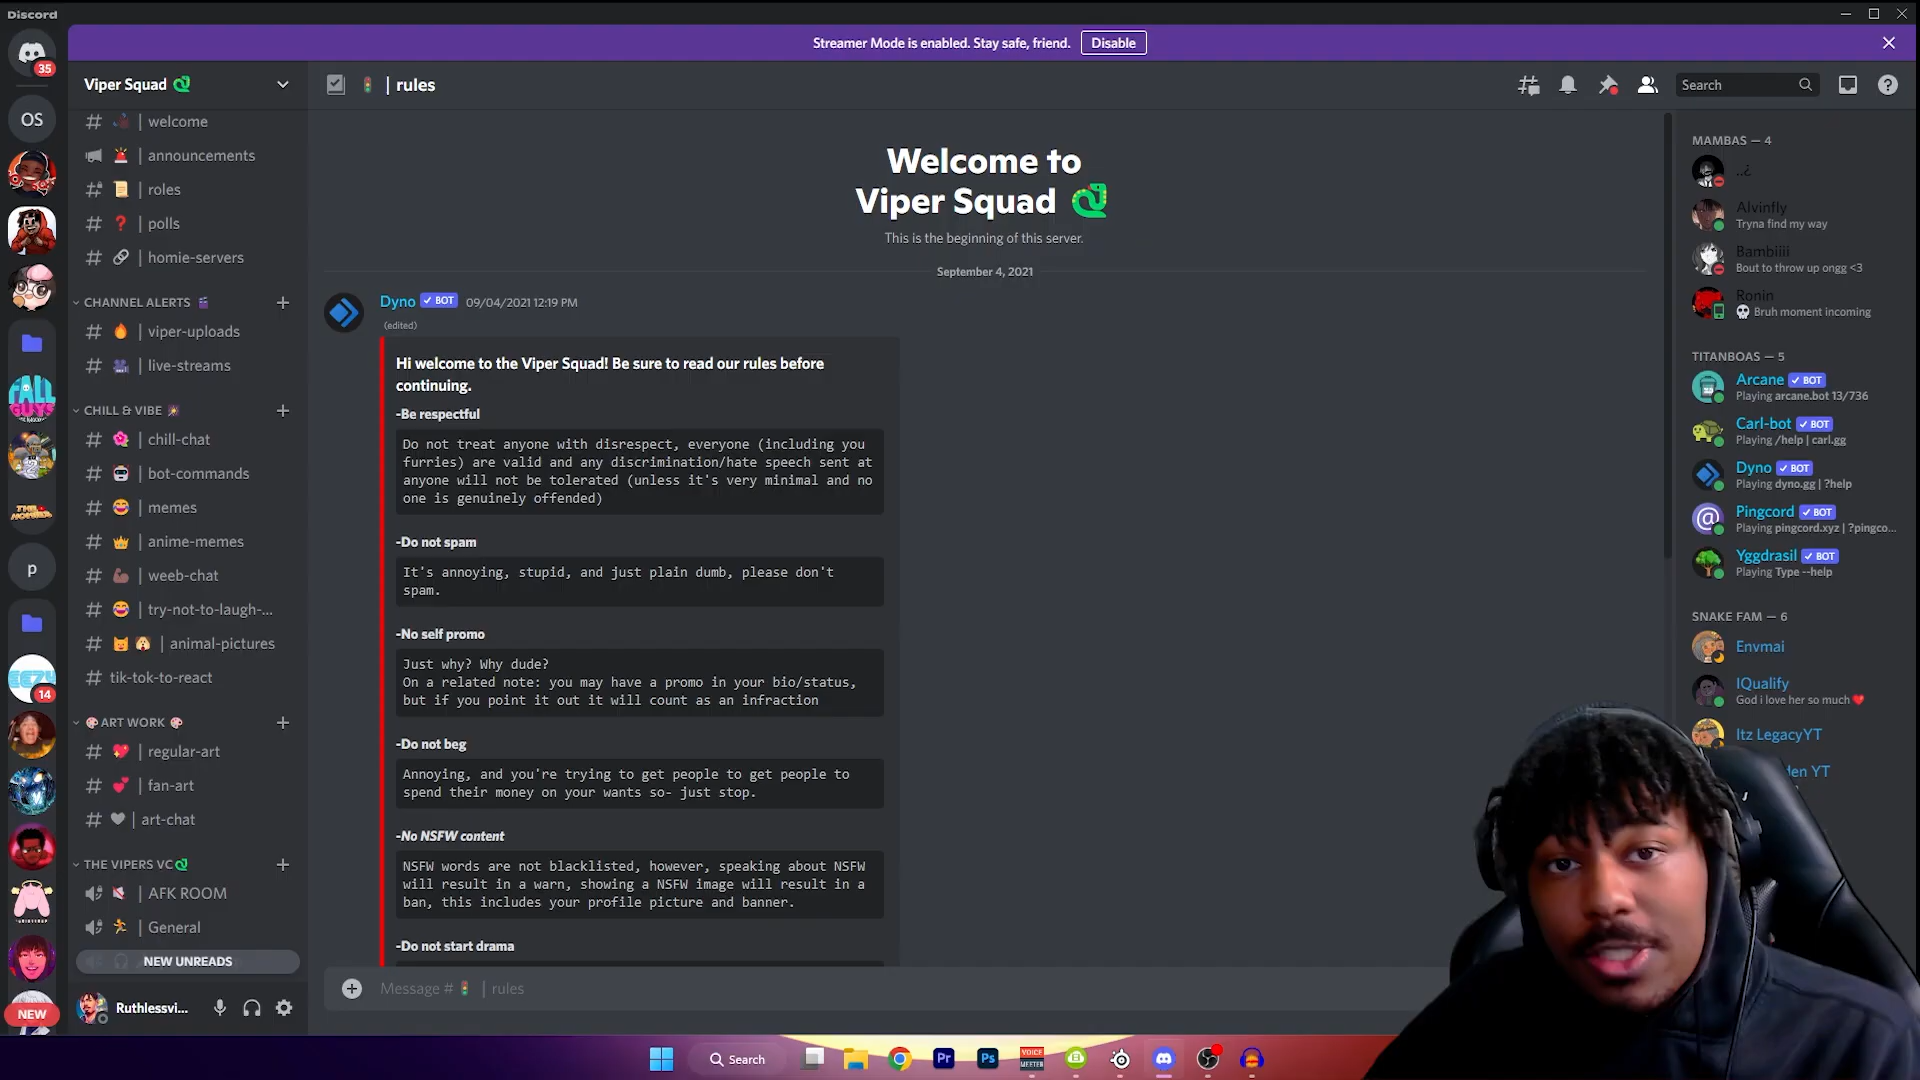 Discord
Streamer Mode is enabled. Stay safe, friend.
Disable
35
OS
p
14
NEW
Viper Squad
welcome
announcements
roles
polls
homie-servers
CHANNEL ALERTS
viper-uploads
live-streams
CHILL & VIBE
chill-chat
bot-commands
memes
anime-memes
weeb-chat
try-not-to-laugh-...
animal-pictures
tik-tok-to-react
ART WORK
regular-art
fan-art
art-chat
THE VIPERS VC
AFK ROOM
General
NEW UNREADS
Ruthlessvi...
| rules
Search
Welcome to
Viper Squad
This is the beginning of this server.
September 4, 2021
Dyno BOT 09/04/2021 12:19 PM
(edited)
Hi welcome to the Viper Squad! Be sure to read our rules before
continuing.
-Be respectful
Do not treat anyone with disrespect, everyone (including you
furries) are valid and any discrimination/hate speech sent at
anyone will not be tolerated (unless it's very minimal and no
one is genuinely offended)
-Do not spam
It's annoying, stupid, and just plain dumb, please don't
spam.
-No self promo
Just why? Why dude?
On a related note: you may have a promo in your bio/status,
but if you point it out it will count as an infraction
-Do not beg
Annoying, and you're trying to get people to get people to
spend their money on your wants so- just stop.
-No NSFW content
NSFW words are not blacklisted, however, speaking about NSFW
will result in a warn, showing a NSFW image will result in a
ban, this includes your profile picture and banner.
-Do not start drama
Message # | rules
MAMBAS — 4
..¿
Alvinfly
Tryna find my way
Bambiiii
Bout to throw up ongg <3
Ronin
Bruh moment incoming
TITANBOAS — 5
Arcane BOT
Playing arcane.bot 13/736
Carl-bot BOT
Playing /help | carl.gg
Dyno BOT
Playing dyno.gg | ?help
Pingcord BOT
Playing pingcord.xyz | ?pingco...
Yggdrasil BOT
Playing Type --help
SNAKE FAM — 6
Envmai
IQualify
God i love her so much
Itz LegacyYT
den YT
Search
Pr
Ps
VOICE
MEETER